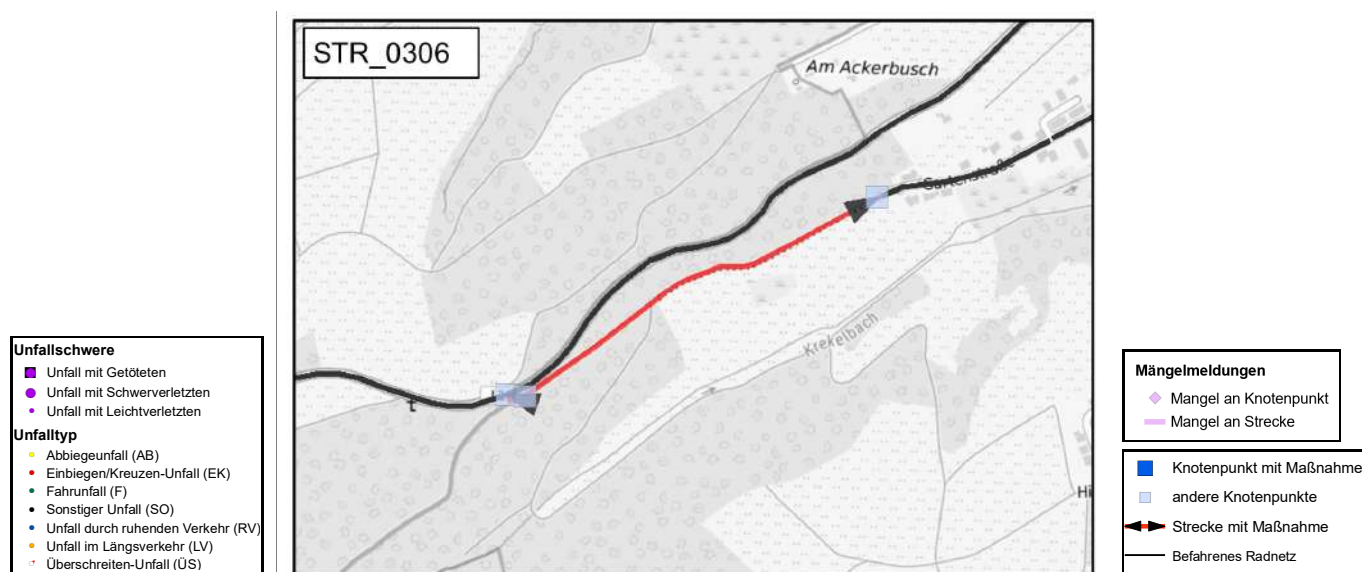 STR_0306
Am Ackerbusch
Gartenstraße
Krekelbach
Hi
Unfallschwere
Unfall mit Getöteten
Unfall mit Schwerverletzten
Unfall mit Leichtverletzten
Unfalltyp
Abbiegeunfall (AB)
Einbiegen/Kreuzen-Unfall (EK)
Fahrunfall (F)
Sonstiger Unfall (SO)
Unfall durch ruhenden Verkehr (RV)
Unfall im Längsverkehr (LV)
Überschreiten-Unfall (ÜS)
Mängelmeldungen
Mangel an Knotenpunkt
Mangel an Strecke
Knotenpunkt mit Maßnahme
andere Knotenpunkte
Strecke mit Maßnahme
Befahrenes Radnetz